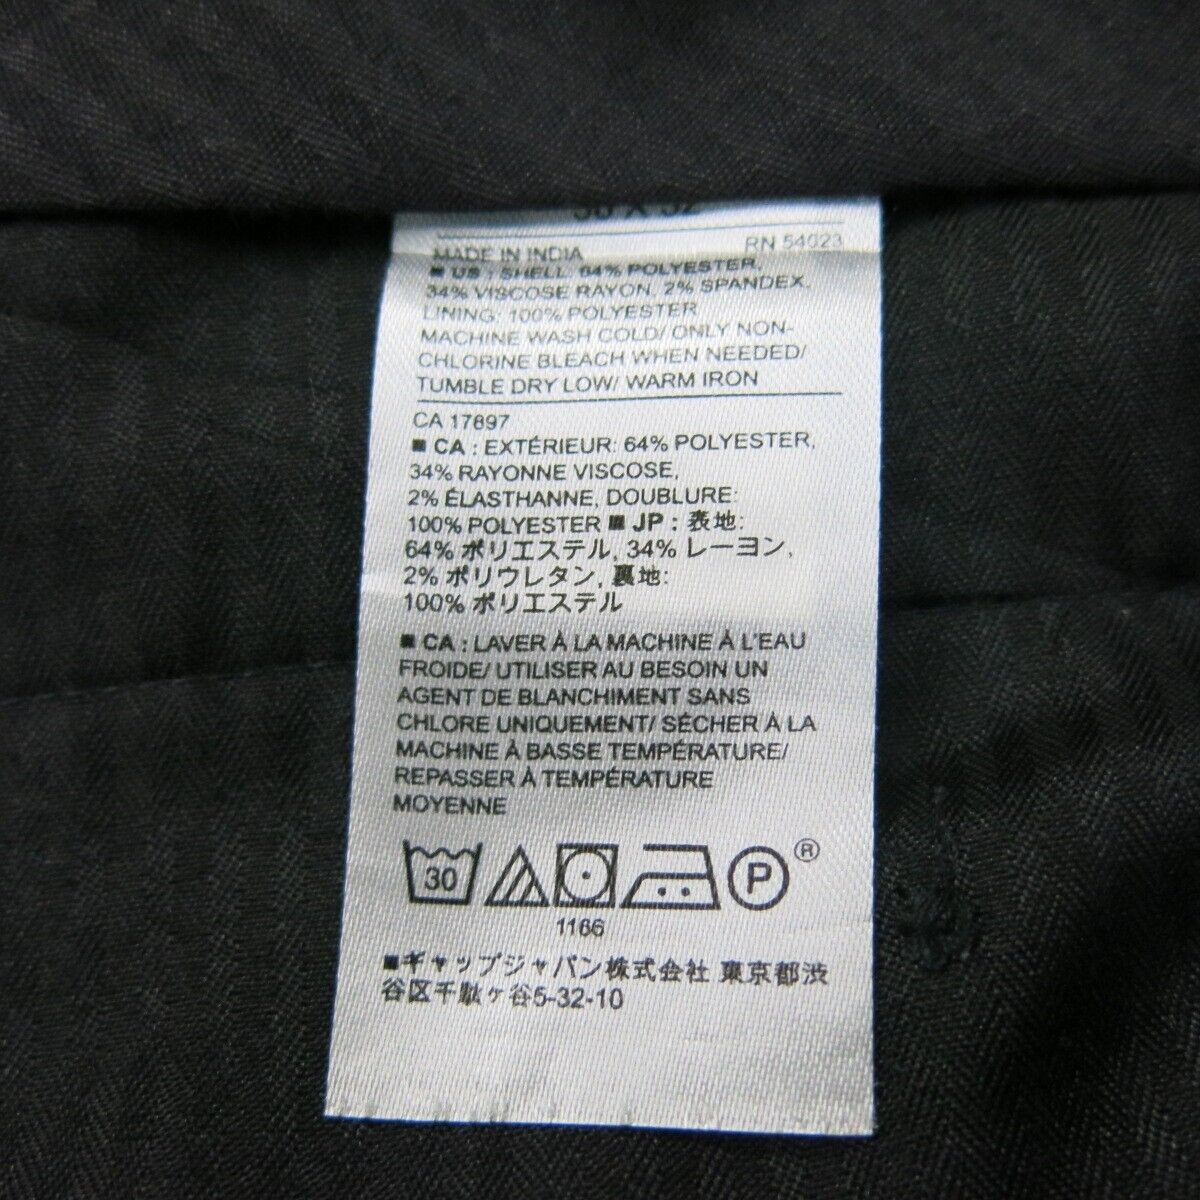 MADE IN INDIA RN 54023
■ US : SHELL: 64% POLYESTER,
34% VISCOSE RAYON, 2% SPANDEX,
LINING: 100% POLYESTER
MACHINE WASH COLD/ ONLY NON-
CHLORINE BLEACH WHEN NEEDED/
TUMBLE DRY LOW/ WARM IRON
CA 17897
■ CA : EXTÉRIEUR: 64% POLYESTER,
34% RAYONNE VISCOSE,
2% ÉLASTHANNE, DOUBLURE:
100% POLYESTER ■ JP : 表地:
64% ポリエステル, 34% レーヨン,
2% ポリウレタン, 裏地:
100% ポリエステル
■ CA : LAVER À LA MACHINE À L'EAU
FROIDE/ UTILISER AU BESOIN UN
AGENT DE BLANCHIMENT SANS
CHLORE UNIQUEMENT/ SÉCHER À LA
MACHINE À BASSE TEMPÉRATURE/
REPASSER À TEMPÉRATURE
MOYENNE
30 P ®
1166
■ギャップジャパン株式会社 東京都渋
谷区千駄ヶ谷5-32-10